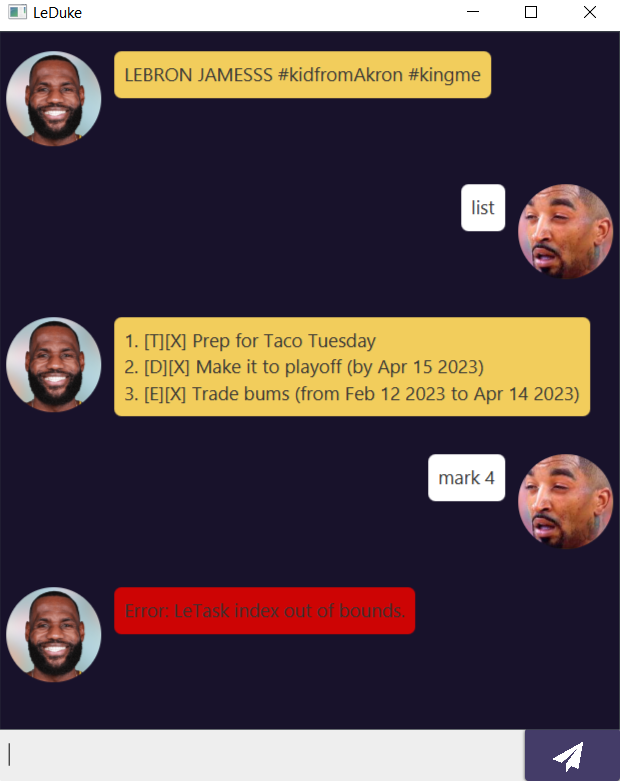 LeDuke
LEBRON JAMESSS #kidfromAkron #kingme
list
1. [T][X] Prep for Taco Tuesday
2. [D][X] Make it to playoff (by Apr 15 2023)
3. [E][X] Trade bums (from Feb 12 2023 to Apr 14 2023)
mark 4
Error: LeTask index out of bounds.